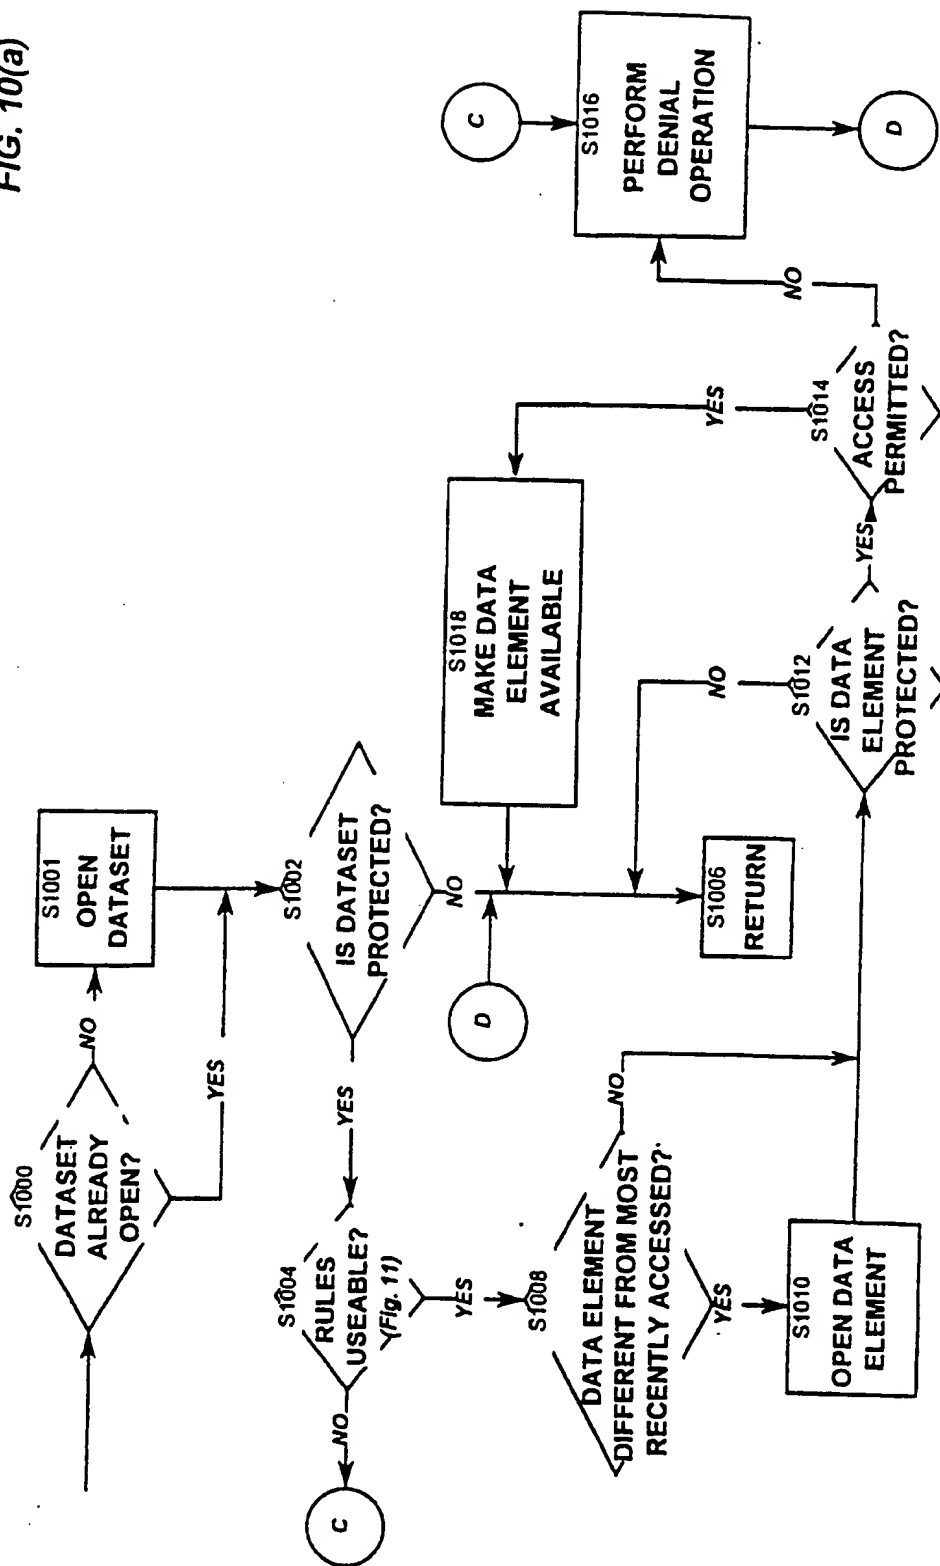 FIG. 10(a)
S1000
DATASET
ALREADY
OPEN?
NO
YES
S1001
OPEN
DATASET
S1002
IS DATASET
PROTECTED?
YES
NO
S1004
RULES
USEABLE?
(Fig. 11)
NO
C
YES
S1008
DATA ELEMENT
DIFFERENT FROM MOST
RECENTLY ACCESSED?
NO
YES
S1010
OPEN DATA
ELEMENT
D
S1006
RETURN
S1018
MAKE DATA
ELEMENT
AVAILABLE
S1012
IS DATA
ELEMENT
PROTECTED?
NO
YES
S1014
ACCESS
PERMITTED?
YES
NO
C
S1016
PERFORM
DENIAL
OPERATION
D